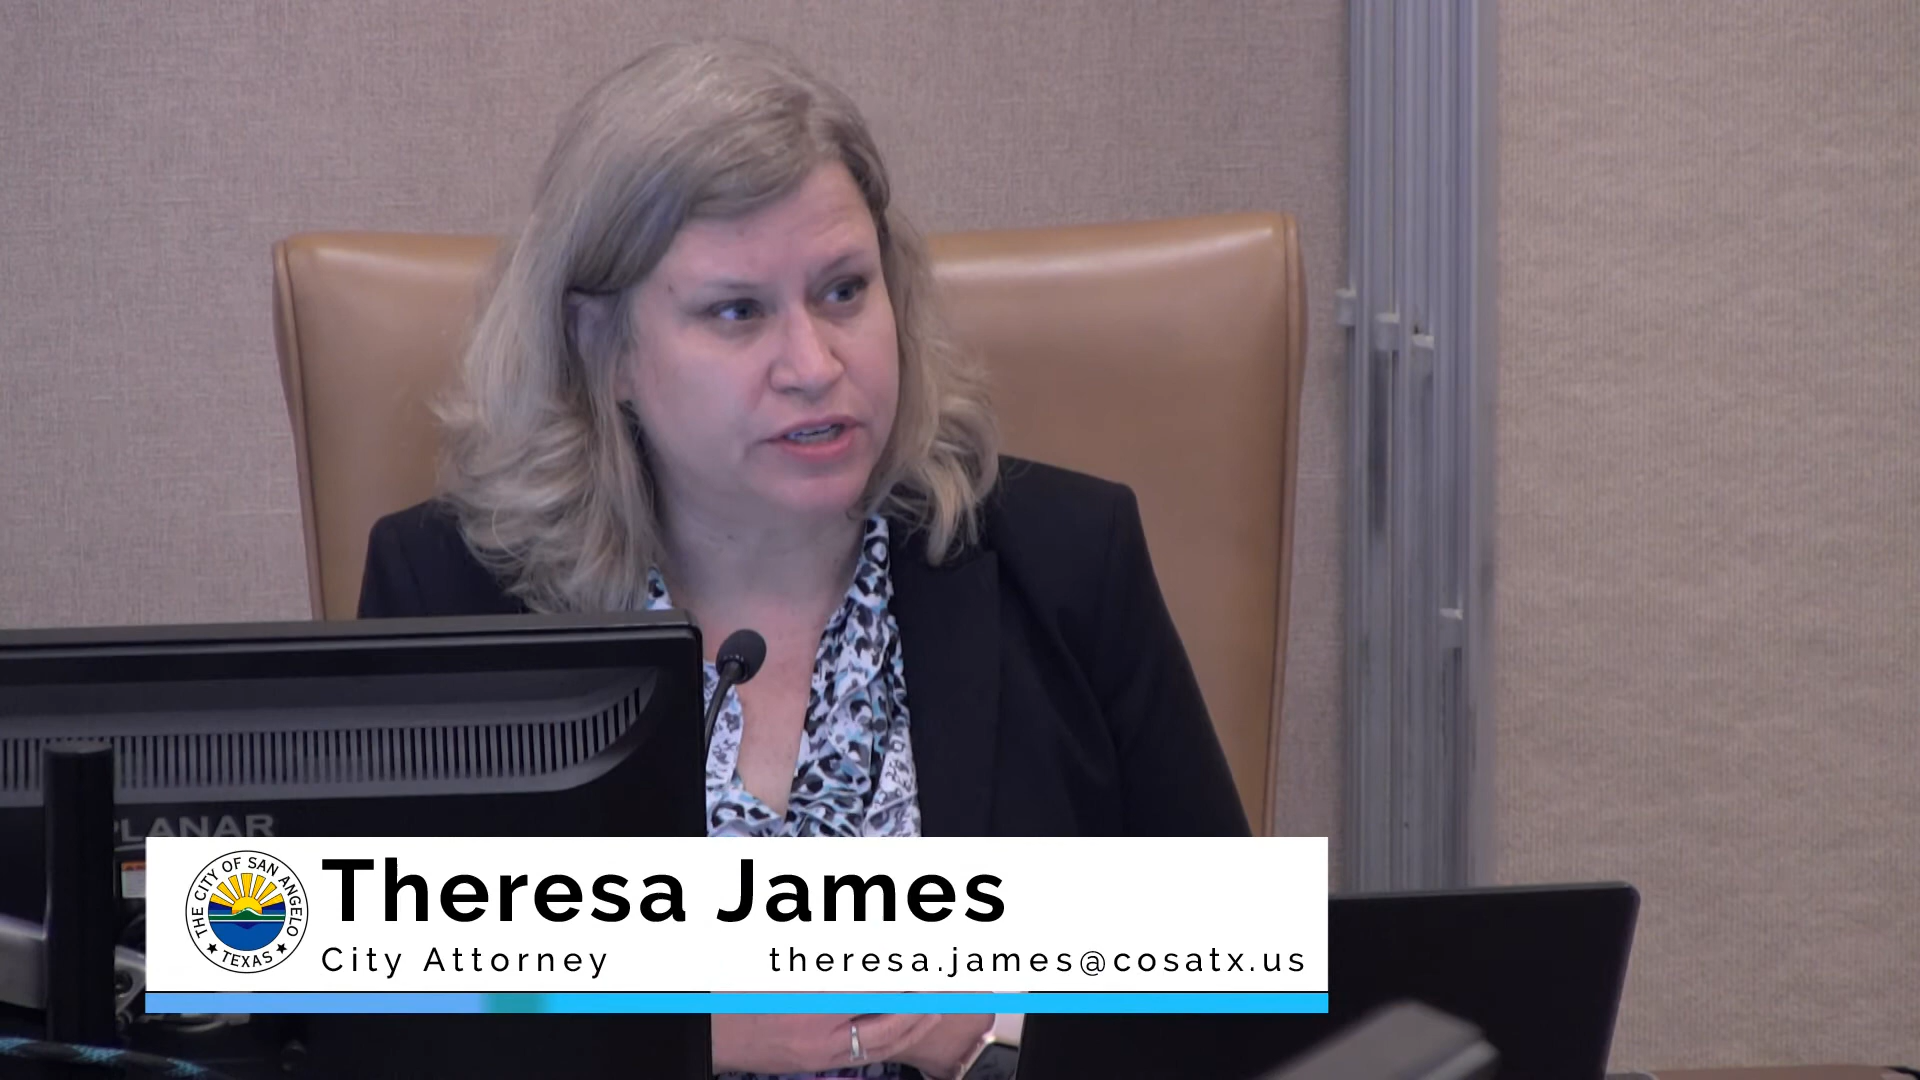 PLANAR
THE CITY OF SAN ANGELO
TEXAS
Theresa James
City Attorney theresa.james@cosatx.us